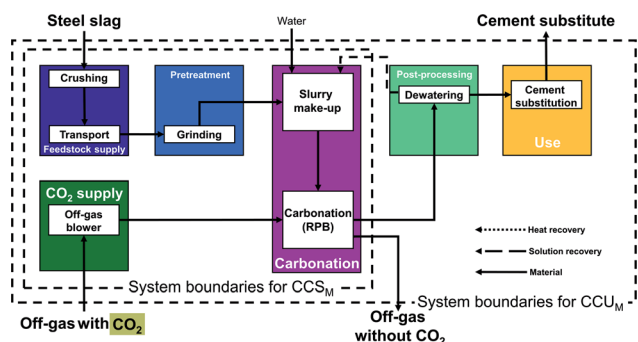 Steel slag
Water
Cement substitute
Crushing
Transport
Feedstock supply
Pretreatment
Grinding
Slurry
make-up
Post-processing
Dewatering
Cement
substitution
Use
CO₂ supply
Off-gas
blower
Carbonation
(RPB)
Carbonation
Heat recovery
Solution recovery
Material
System boundaries for CCS_M
System boundaries for CCU_M
Off-gas with CO₂
Off-gas
without CO₂